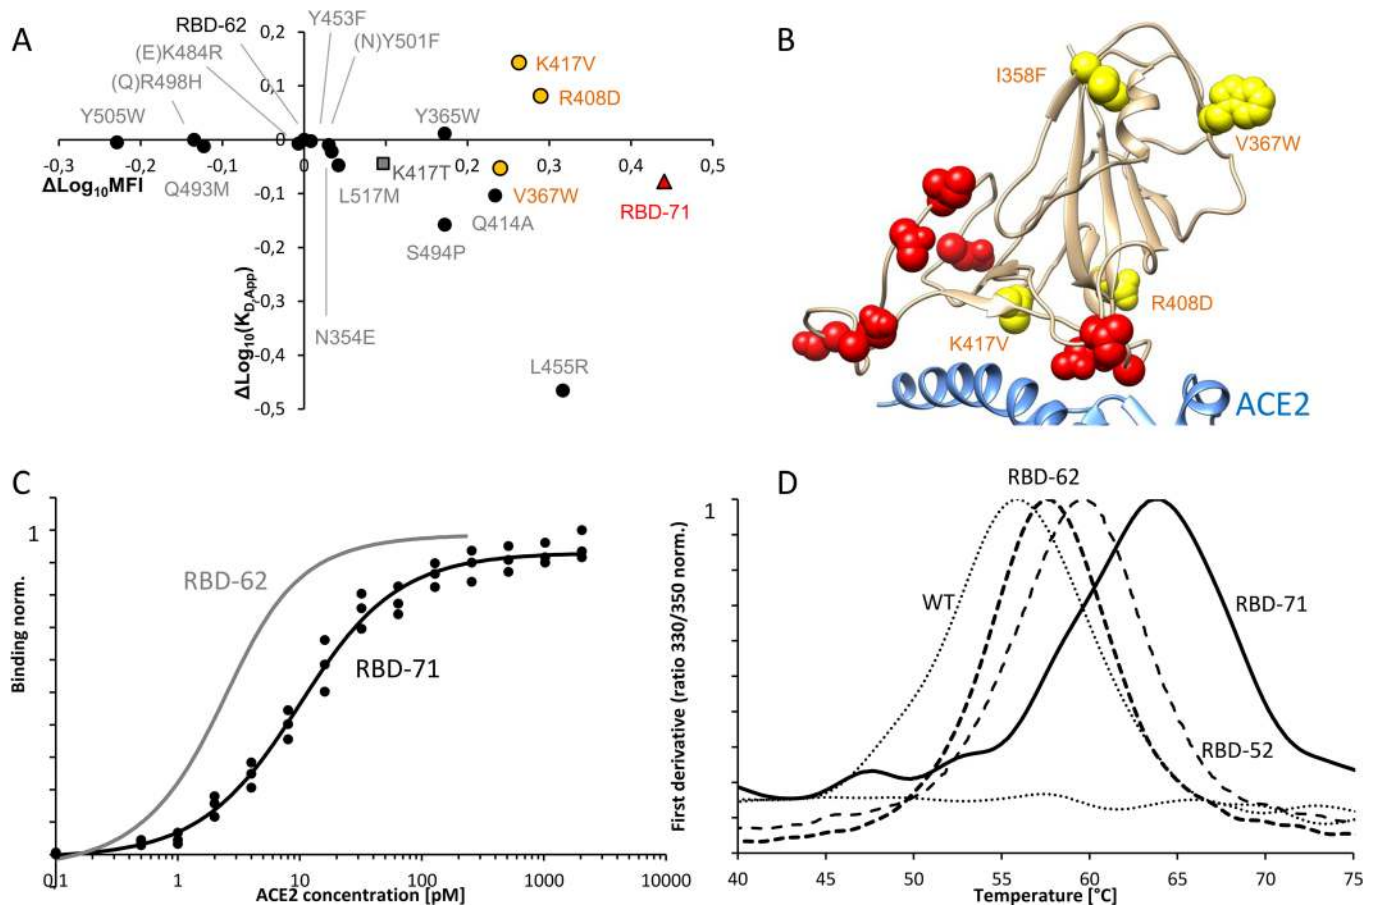 A
RBD-62
Y453F
0,2
(E)K484R
(N)Y501F
(Q)R498H
0,1
K417V
R408D
Y505W
Y365W
0
-0,3
-0,2
-0,1
0
0,1
0,2
0,3
0,4
0,5
ΔLog10MFI
Q493M
K417T
L517M
-0,1
V367W
RBD-71
Q414A
S494P
-0,2
-0,3
N354E
-0,4
L455R
-0,5
ΔLog10(KD,App)
B
I358F
V367W
R408D
K417V
ACE2
C
1
RBD-62
RBD-71
Binding norm.
0,1
1
10
100
1000
10000
ACE2 concentration [pM]
D
RBD-62
1
WT
RBD-71
RBD-52
First derivative (ratio 330/350 norm.)
40
45
50
55
60
65
70
75
Temperature [°C]